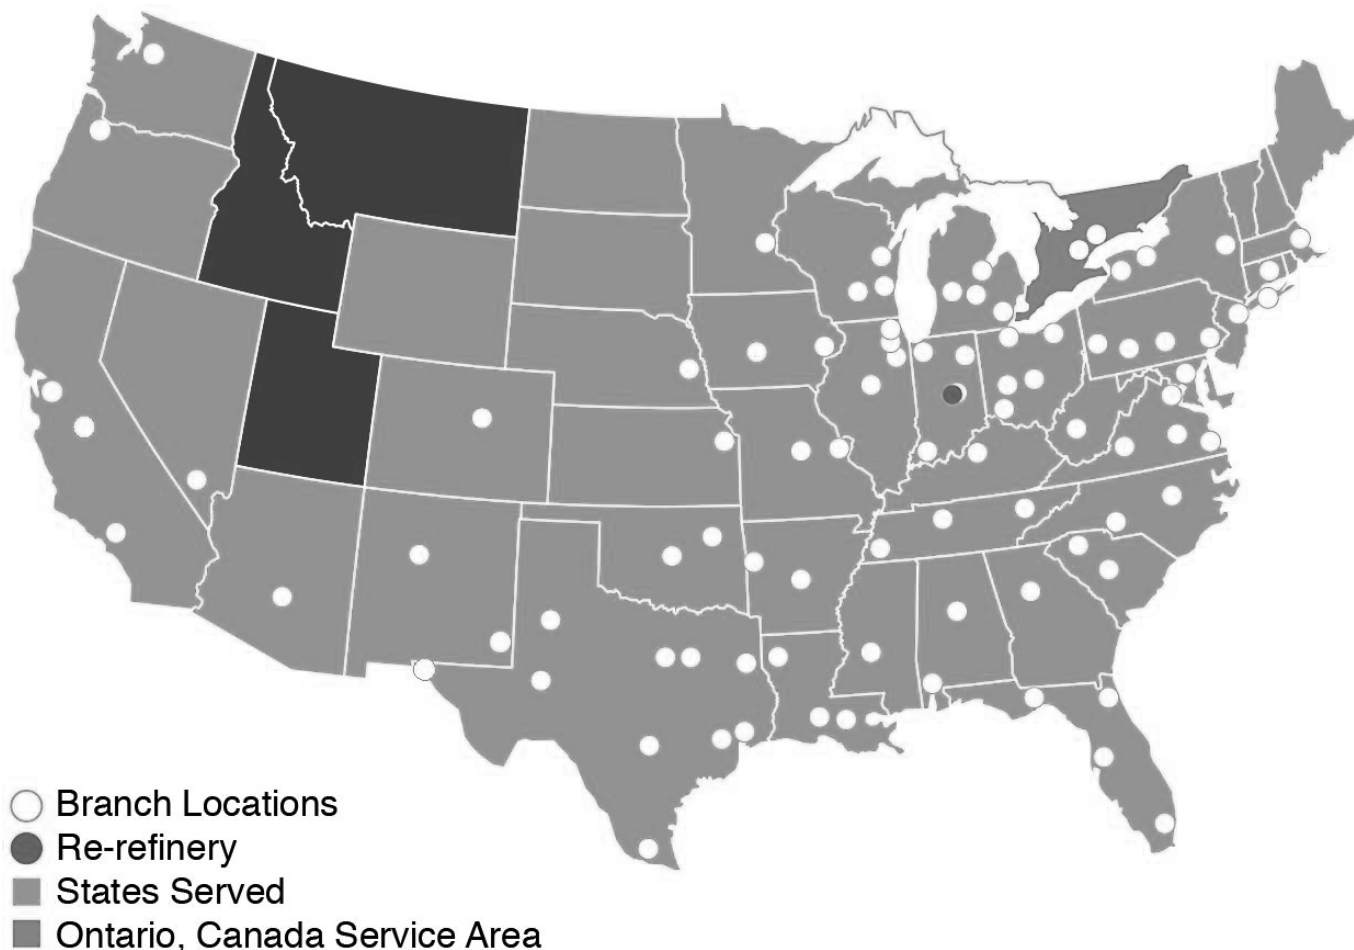 Branch Locations
Re-refinery
States Served
Ontario, Canada Service Area